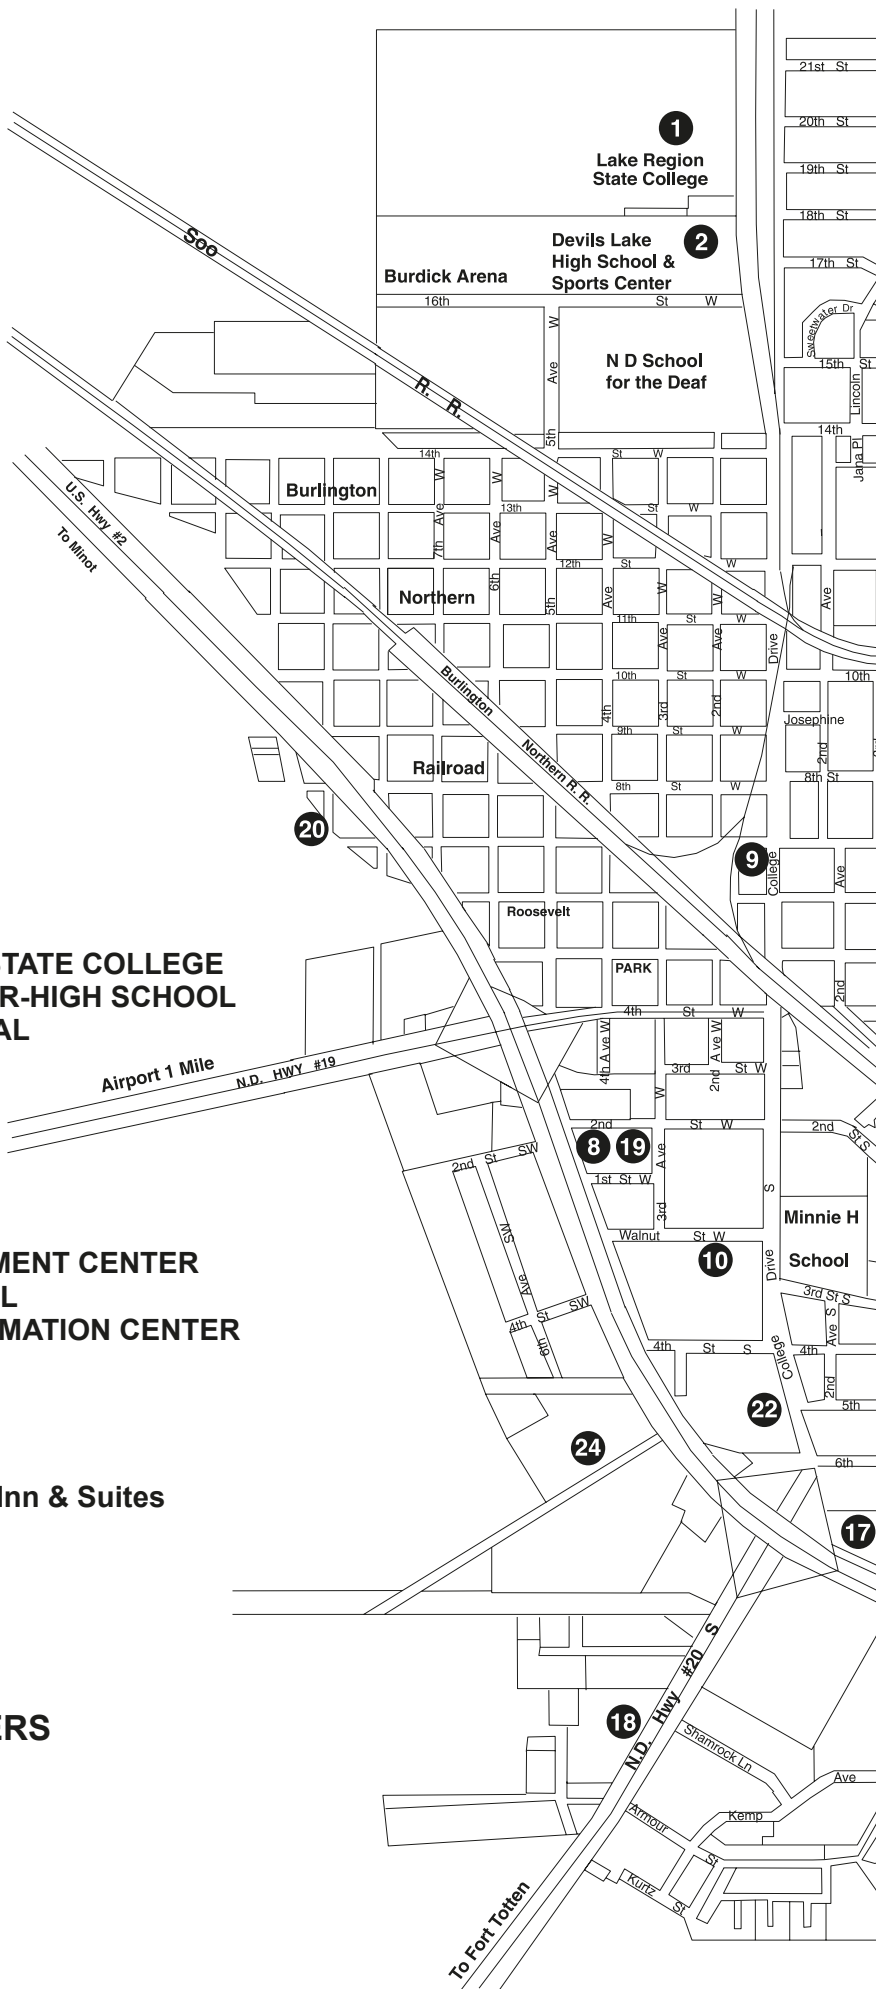 21st St
20th St
1
Lake Region
State College
19th St
18th St
Soo
Devils Lake
High School &
Sports Center
2
Burdick Arena
17th St
16th St W
Sweetwater Dr
N D School
for the Deaf
5th Ave W
15th St
Lincoln
R. R.
14th
Jana Pl
14th St W
U.S. Hwy #2
To Minot
Burlington
13th St W
7th Ave W
12th St W
6th Ave W
Northern
5th Ave W
11th St W
Ave
Drive
Burlington
10th St W
10th
4th Ave W
3rd Ave W
2nd Ave W
Josephine
9th St W
Northern R. R.
2nd
Railroad
8th St W
8th St
20
9
College
Ave
Roosevelt
STATE COLLEGE
R-HIGH SCHOOL
AL
PARK
2nd
4th St W
Airport 1 Mile
N.D. HWY #19
4th Ave W
2nd Ave W
3rd St W
2nd St W
2nd St S
8
19
2nd St SW
1st St W
3rd Ave W
Minnie H
School
Walnut St W
10
SW
Drive S
MENT CENTER
L
MATION CENTER
Ave
3rd St S
4th St SW
6th
4th St S
College
4th
2nd Ave S
22
5th
24
6th
Inn & Suites
17
N.D. Hwy #20 S
18
ERS
Shamrock Ln
Ave
Kemp
Armour St
Kurtz St
To Fort Totten